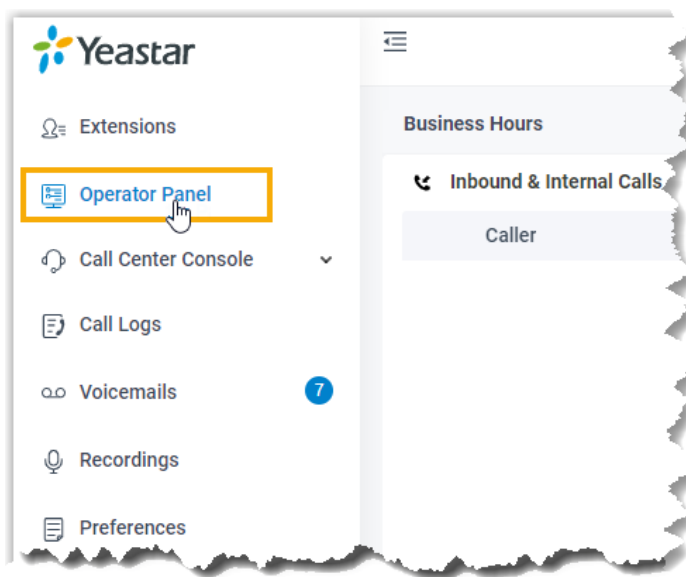 Yeastar
Extensions
Operator Panel
Call Center Console
Call Logs
Voicemails 7
Recordings
Preferences
Business Hours
Inbound & Internal Calls
Caller